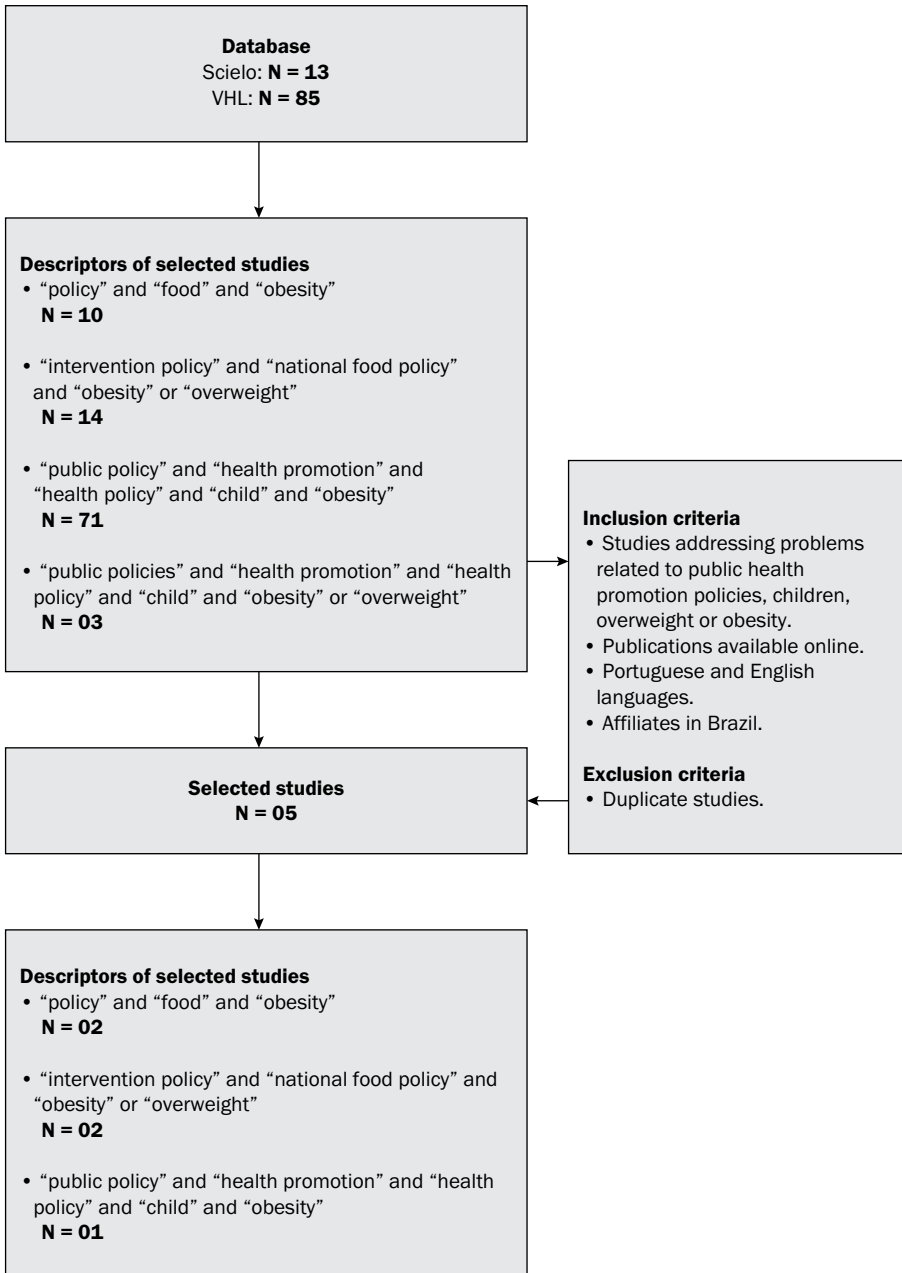 Database
Scielo: N = 13
VHL: N = 85
Descriptors of selected studies
• “policy” and “food” and “obesity”
N = 10
• “intervention policy” and “national food policy”
and “obesity” or “overweight”
N = 14
• “public policy” and “health promotion” and
“health policy” and “child” and “obesity”
N = 71
• “public policies” and “health promotion” and “health
policy” and “child” and “obesity” or “overweight”
N = 03
Inclusion criteria
• Studies addressing problems
related to public health
promotion policies, children,
overweight or obesity.
• Publications available online.
• Portuguese and English
languages.
• Affiliates in Brazil.
Exclusion criteria
• Duplicate studies.
Selected studies
N = 05
Descriptors of selected studies
• “policy” and “food” and “obesity”
N = 02
• “intervention policy” and “national food policy” and
“obesity” or “overweight”
N = 02
• “public policy” and “health promotion” and “health
policy” and “child” and “obesity”
N = 01